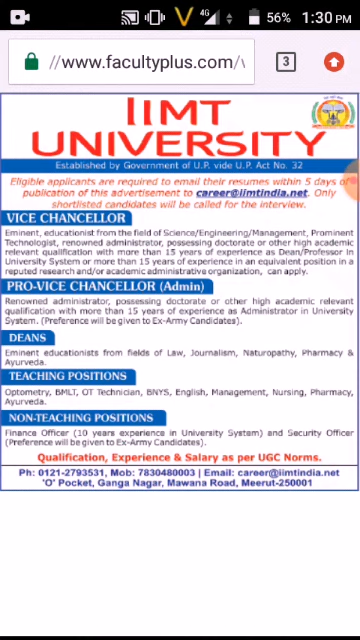 4G
56%
1:30 PM
//www.facultyplus.com/
3
IIMT
UNIVERSITY
Established by Government of U.P. vide U.P. Act No. 32
Eligible applicants are required to email their resumes within 5 days of
publication of this advertisement to career@iimtindia.net. Only
shortlisted candidates will be called for the interview.
VICE CHANCELLOR
Eminent, educationist from the field of Science/Engineering/Management, Prominent
Technologist, renowned administrator, possessing doctorate or other high academic
relevant qualification with more than 15 years of experience as Dean/Professor in
University System or more than 15 years of experience in an equivalent position in a
reputed research and/or academic administrative organization, can apply.
PRO-VICE CHANCELLOR (Admin)
Renowned administrator, possessing doctorate or other high academic relevant
qualification with more than 15 years of experience as Administrator in University
System. (Preference will be given to Ex-Army Candidates).
DEANS
Eminent educationists from fields of Law, Journalism, Naturopathy, Pharmacy &
Ayurveda.
TEACHING POSITIONS
Optometry, BMLT, OT Technician, BNYS, English, Management, Nursing, Pharmacy,
Ayurveda.
NON-TEACHING POSITIONS
Finance Officer (10 years experience in University System) and Security Officer
(Preference will be given to Ex-Army Candidates).
Qualification, Experience & Salary as per UGC Norms.
Ph: 0121-2793531, Mob: 7830480003 | Email: career@iimtindia.net
'O' Pocket, Ganga Nagar, Mawana Road, Meerut-250001